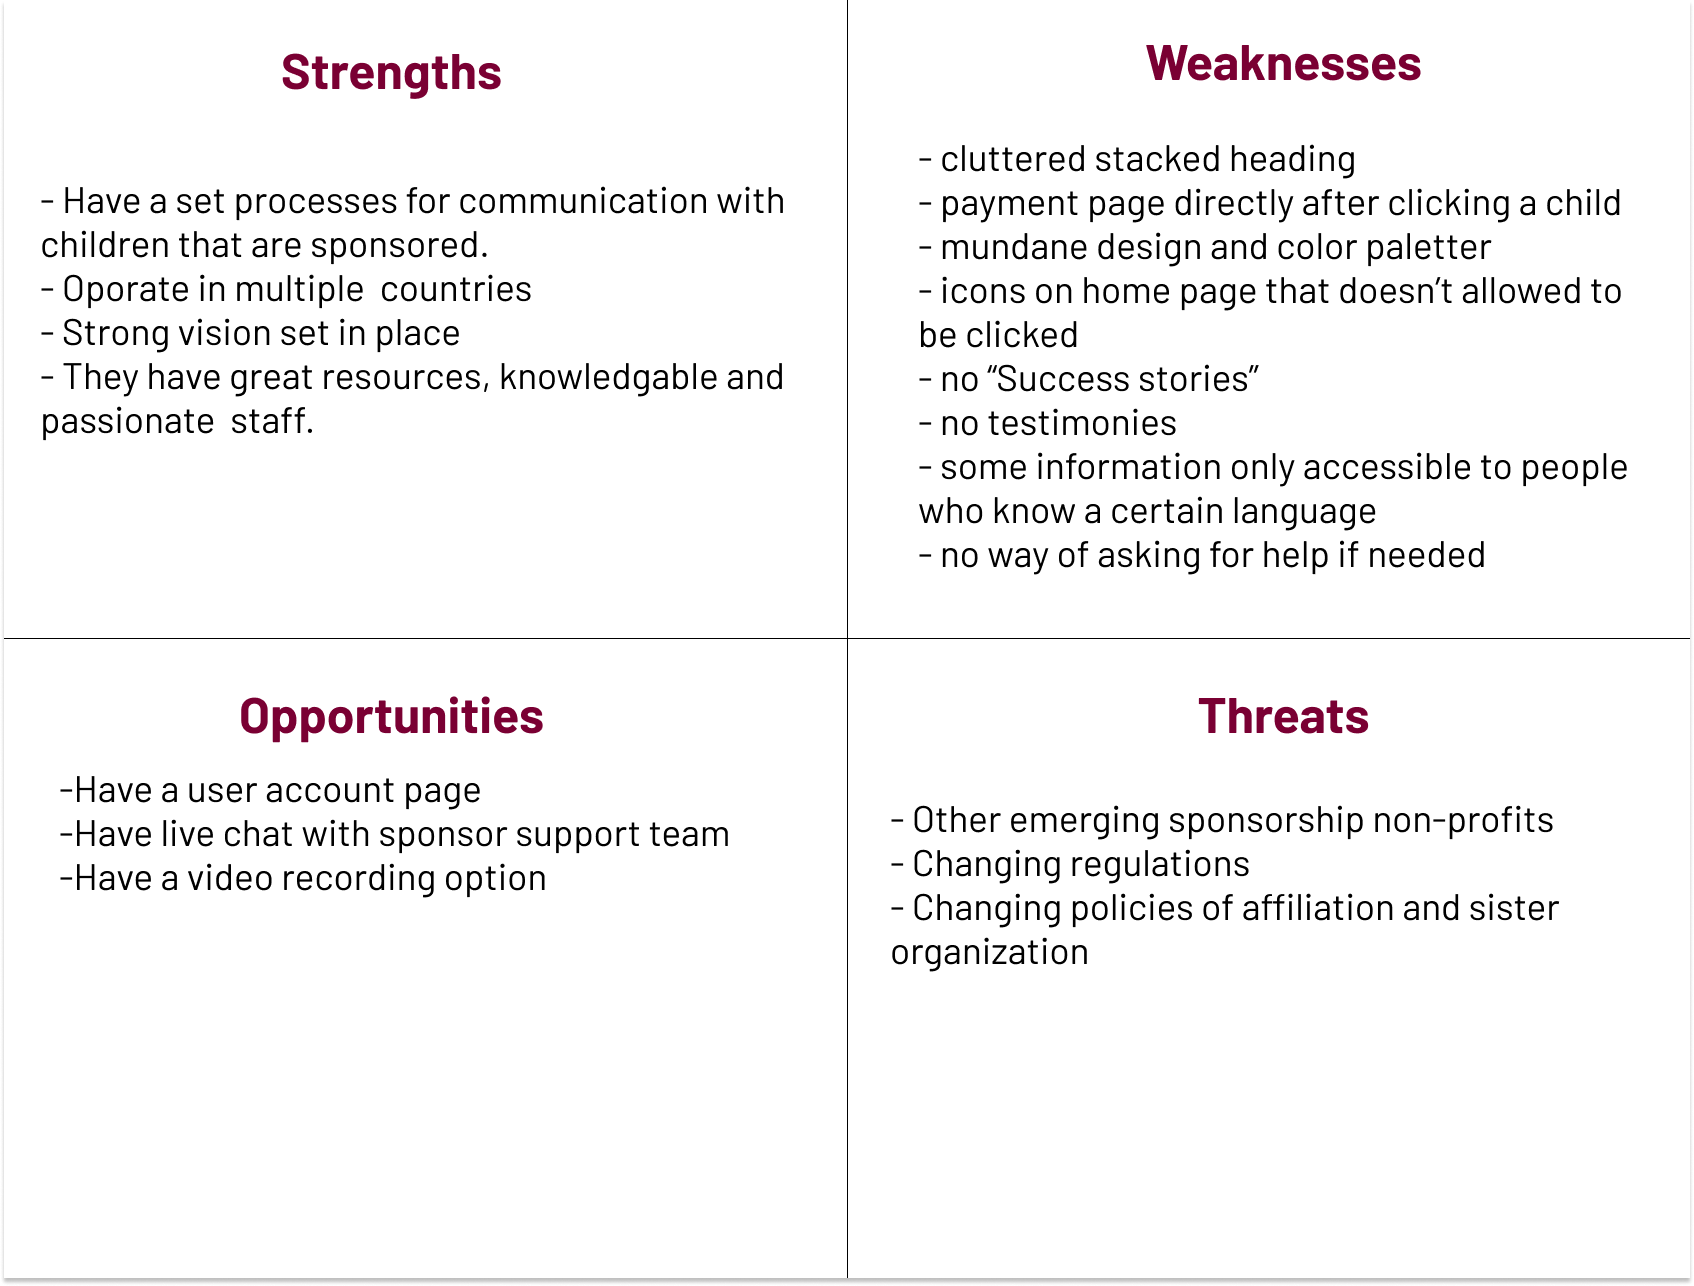 Strengths
- Have a set processes for communication with
children that are sponsored.
- Oporate in multiple  countries
- Strong vision set in place
- They have great resources, knowledgable and
passionate  staff.
Weaknesses
- cluttered stacked heading
- payment page directly after clicking a child
- mundane design and color paletter
- icons on home page that doesn’t allowed to
be clicked
- no “Success stories”
- no testimonies
- some information only accessible to people
who know a certain language
- no way of asking for help if needed
Opportunities
-Have a user account page
-Have live chat with sponsor support team
-Have a video recording option
Threats
- Other emerging sponsorship non-profits
- Changing regulations
- Changing policies of affiliation and sister
organization